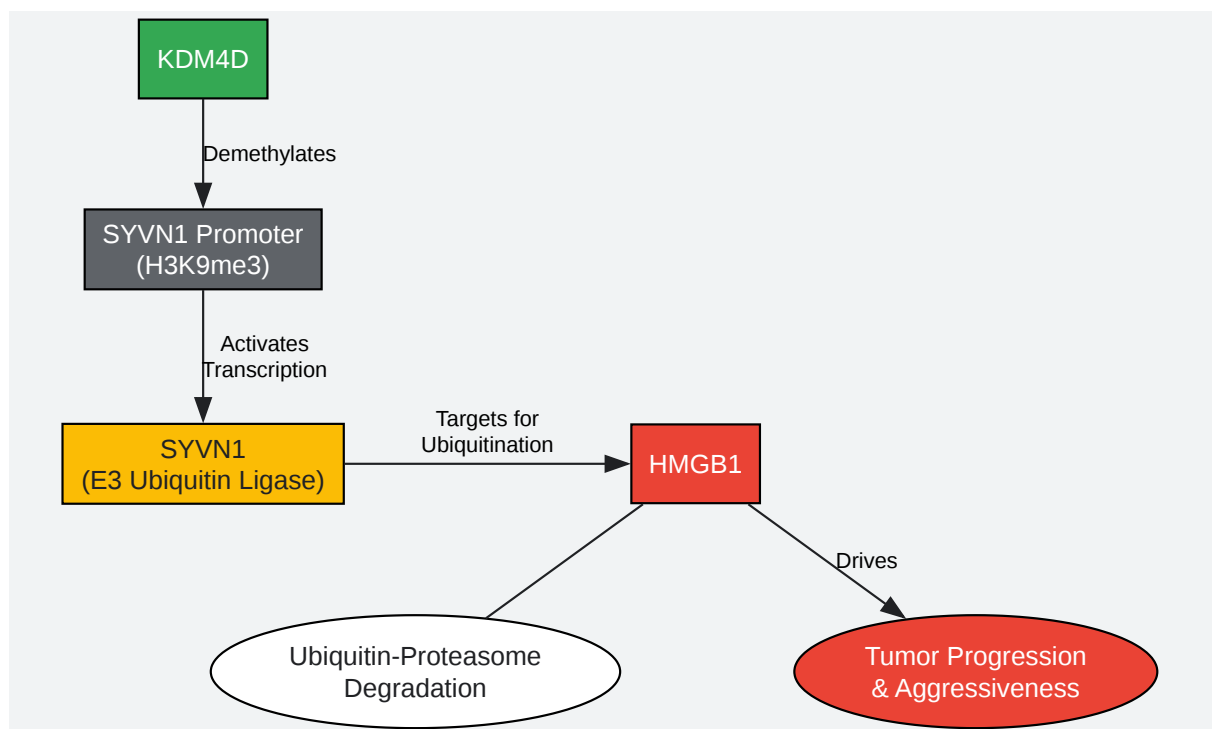 KDM4D
Demethylates
SYVN1 Promoter
(H3K9me3)
Activates
Transcription
SYVN1
(E3 Ubiquitin Ligase)
Targets for
Ubiquitination
HMGB1
Drives
Ubiquitin-Proteasome
Degradation
Tumor Progression
& Aggressiveness